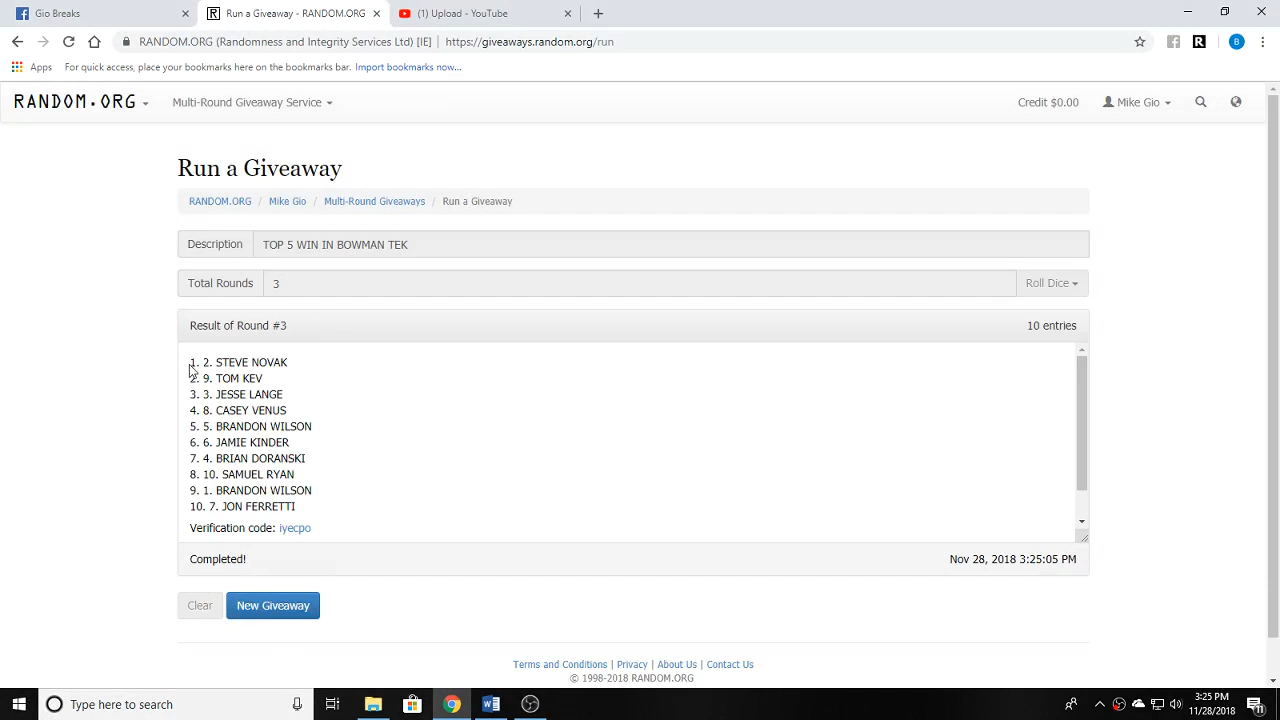 Gio Breaks
Run a Giveaway - RANDOM.ORG
(1) Upload - YouTube
RANDOM.ORG (Randomness and Integrity Services Ltd) [IE] | https://giveaways.random.org/run
Apps For quick access, place your bookmarks here on the bookmarks bar. Import bookmarks now...
RANDOM.ORG Multi-Round Giveaway Service Credit $0.00 Mike Gio
Run a Giveaway
RANDOM.ORG / Mike Gio / Multi-Round Giveaways / Run a Giveaway
Description TOP 5 WIN IN BOWMAN TEK
Total Rounds 3 Roll Dice
Result of Round #3 10 entries
1. 2. STEVE NOVAK
2. 9. TOM KEV
3. 3. JESSE LANGE
4. 8. CASEY VENUS
5. 5. BRANDON WILSON
6. 6. JAMIE KINDER
7. 4. BRIAN DORANSKI
8. 10. SAMUEL RYAN
9. 1. BRANDON WILSON
10. 7. JON FERRETTI
Verification code: iyecpo
Completed! Nov 28, 2018 3:25:05 PM
Clear New Giveaway
Terms and Conditions | Privacy | About Us | Contact Us
© 1998-2018 RANDOM.ORG
Type here to search
3:25 PM
11/28/2018